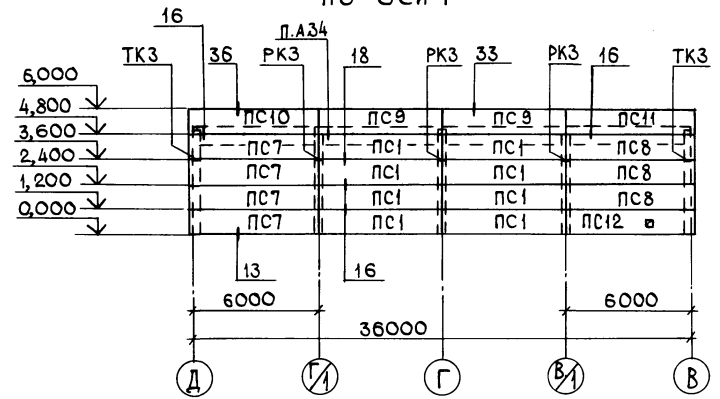 ПО ОСИ 1
16
ТК3 36 РК3 П.А34 18 РК3 33 РК3 16 ТК3
6,000
4,800
3,600
2,400
1,200
0,000
ПС10 ПС9 ПС9 ПС11
ПС7 ПС1 ПС1 ПС8
ПС7 ПС1 ПС1 ПС8
ПС7 ПС1 ПС1 ПС8
ПС7 ПС1 ПС1 ПС12
13 16
6000 6000
36000
Д Г/1 Г В/1 В